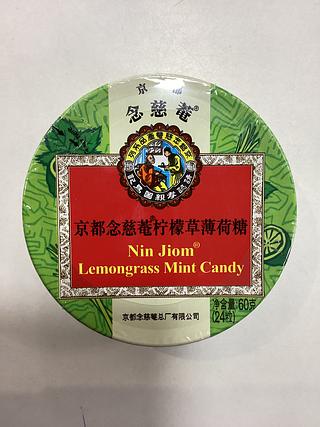 京都
念慈菴®
京都念慈菴柠檬草薄荷糖
Nin Jiom®
Lemongrass Mint Candy
净含量:60克
(24粒)
京都念慈菴总厂有限公司